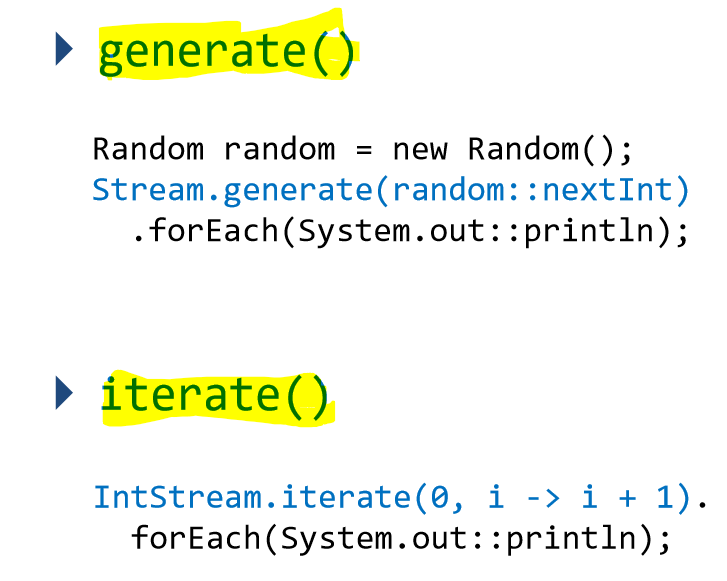 generate()
Random random = new Random();
Stream.generate(random::nextInt)
.forEach(System.out::println);
iterate()
IntStream.iterate(0, i -> i + 1).
forEach(System.out::println);